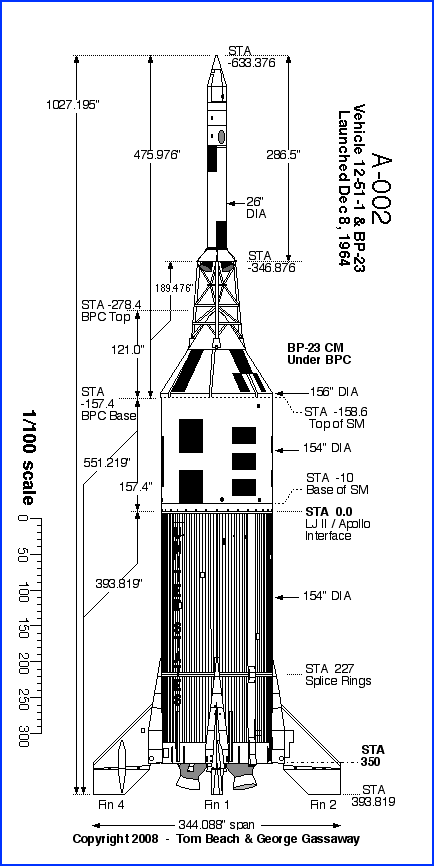 STA
-633.376
1027.195"
475.976"
286.5"
A-002
Vehicle 12-51-1 & BP-23
Launched Dec 8, 1964
26"
DIA
STA
-346.876
189.476"
STA -278.4
BPC Top
121.0"
BP-23 CM
Under BPC
STA
-157.4
BPC Base
156" DIA
STA -158.6
Top of SM
154" DIA
551.219"
157.4"
STA -10
Base of SM
STA 0.0
LJ II / Apollo
Interface
1/100 scale
0
50
100
150
200
250
300
393.819"
UNITED STATES
154" DIA
STA 227
Splice Rings
STA
350
STA
393.819
Fin 4
Fin 1
Fin 2
344.088" span
Copyright 2008 - Tom Beach & George Gassaway